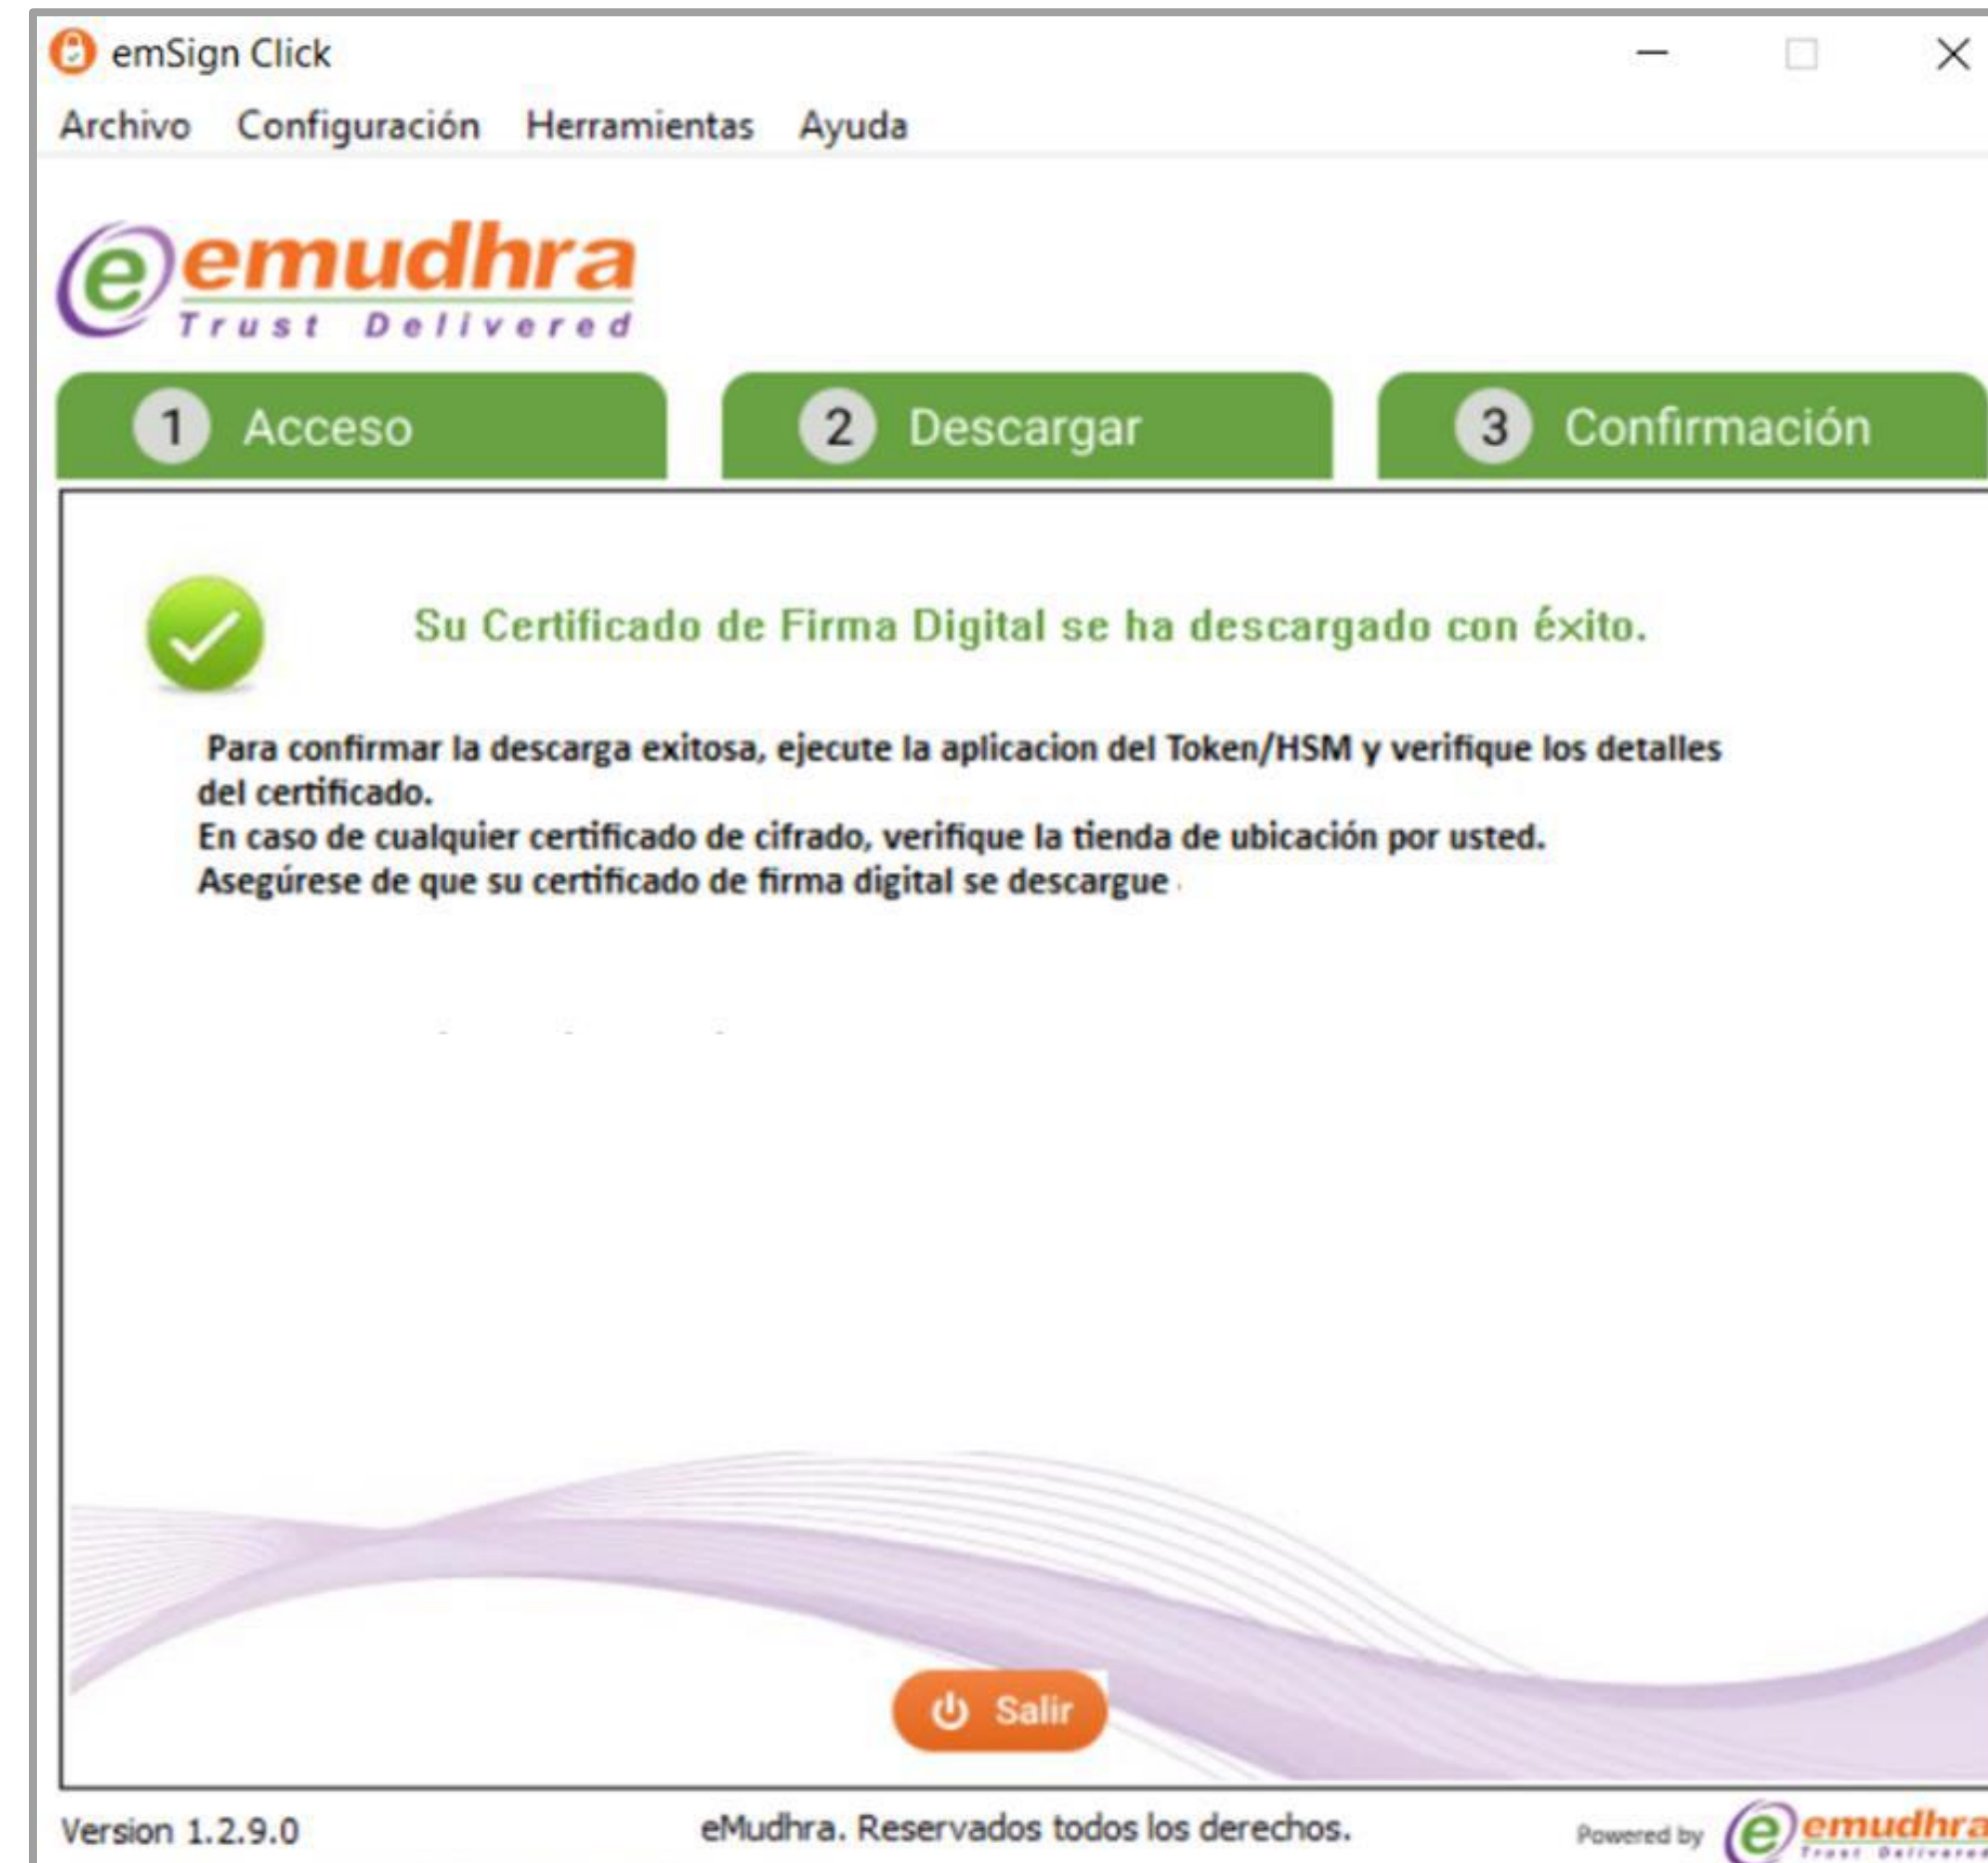 emSign Click
Archivo Configuración Herramientas Ayuda
e emudhra
Trust Delivered
1 Acceso 2 Descargar 3 Confirmación
Su Certificado de Firma Digital se ha descargado con éxito.
Para confirmar la descarga exitosa, ejecute la aplicacion del Token/HSM y verifique los detalles
del certificado.
En caso de cualquier certificado de cifrado, verifique la tienda de ubicación por usted.
Asegúrese de que su certificado de firma digital se descargue
Salir
Version 1.2.9.0 eMudhra. Reservados todos los derechos. Powered by e emudhra
Trust Delivered